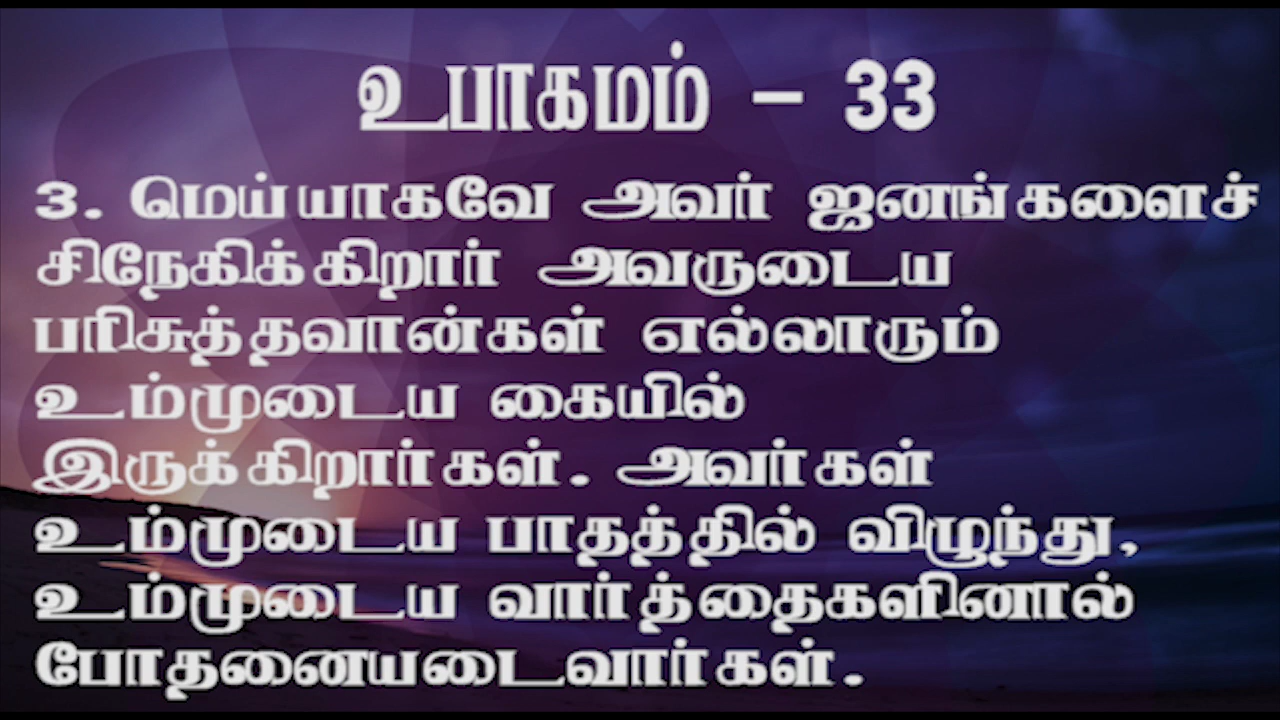 உபாகமம் – 33
3. மெய்யாகவே அவர் ஜனங்களைச்
சிநேகிக்கிறார் அவருடைய
பரிசுத்தவான்கள் எல்லாரும்
உம்முடைய கையில்
இருக்கிறார்கள். அவர்கள்
உம்முடைய பாதத்தில் விழுந்து,
உம்முடைய வார்த்தைகளினால்
போதனையடைவார்கள்.